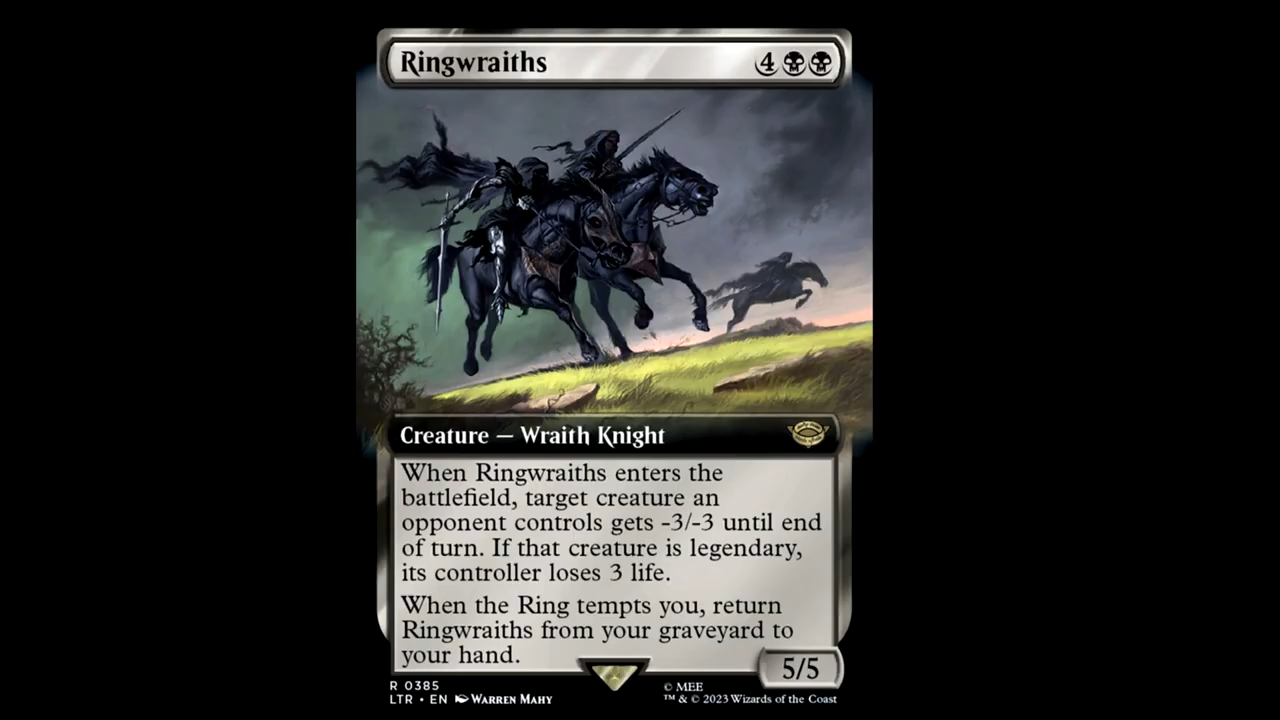 Ringwraiths 4
Creature — Wraith Knight
When Ringwraiths enters the
battlefield, target creature an
opponent controls gets -3/-3 until end
of turn. If that creature is legendary,
its controller loses 3 life.
When the Ring tempts you, return
Ringwraiths from your graveyard to
your hand.
5/5
R 0385
LTR • EN Warren Mahy
© MEE
™ & © 2023 Wizards of the Coast